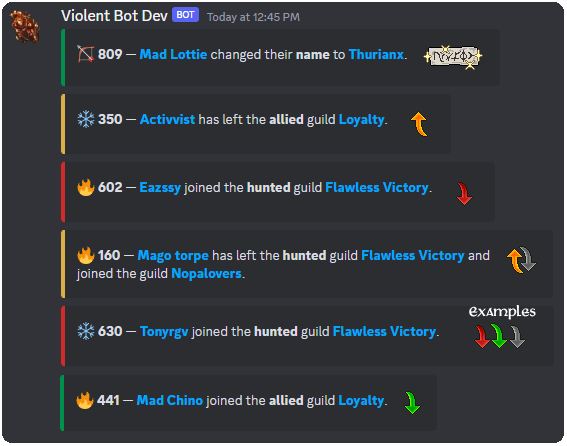 Violent Bot Dev BOT Today at 12:45 PM
809 — Mad Lottie changed their name to Thurianx.
350 — Activvist has left the allied guild Loyalty.
602 — Eazssy joined the hunted guild Flawless Victory.
160 — Mago torpe has left the hunted guild Flawless Victory and
joined the guild Nopalovers.
Examples
630 — Tonyrgv joined the hunted guild Flawless Victory.
441 — Mad Chino joined the allied guild Loyalty.